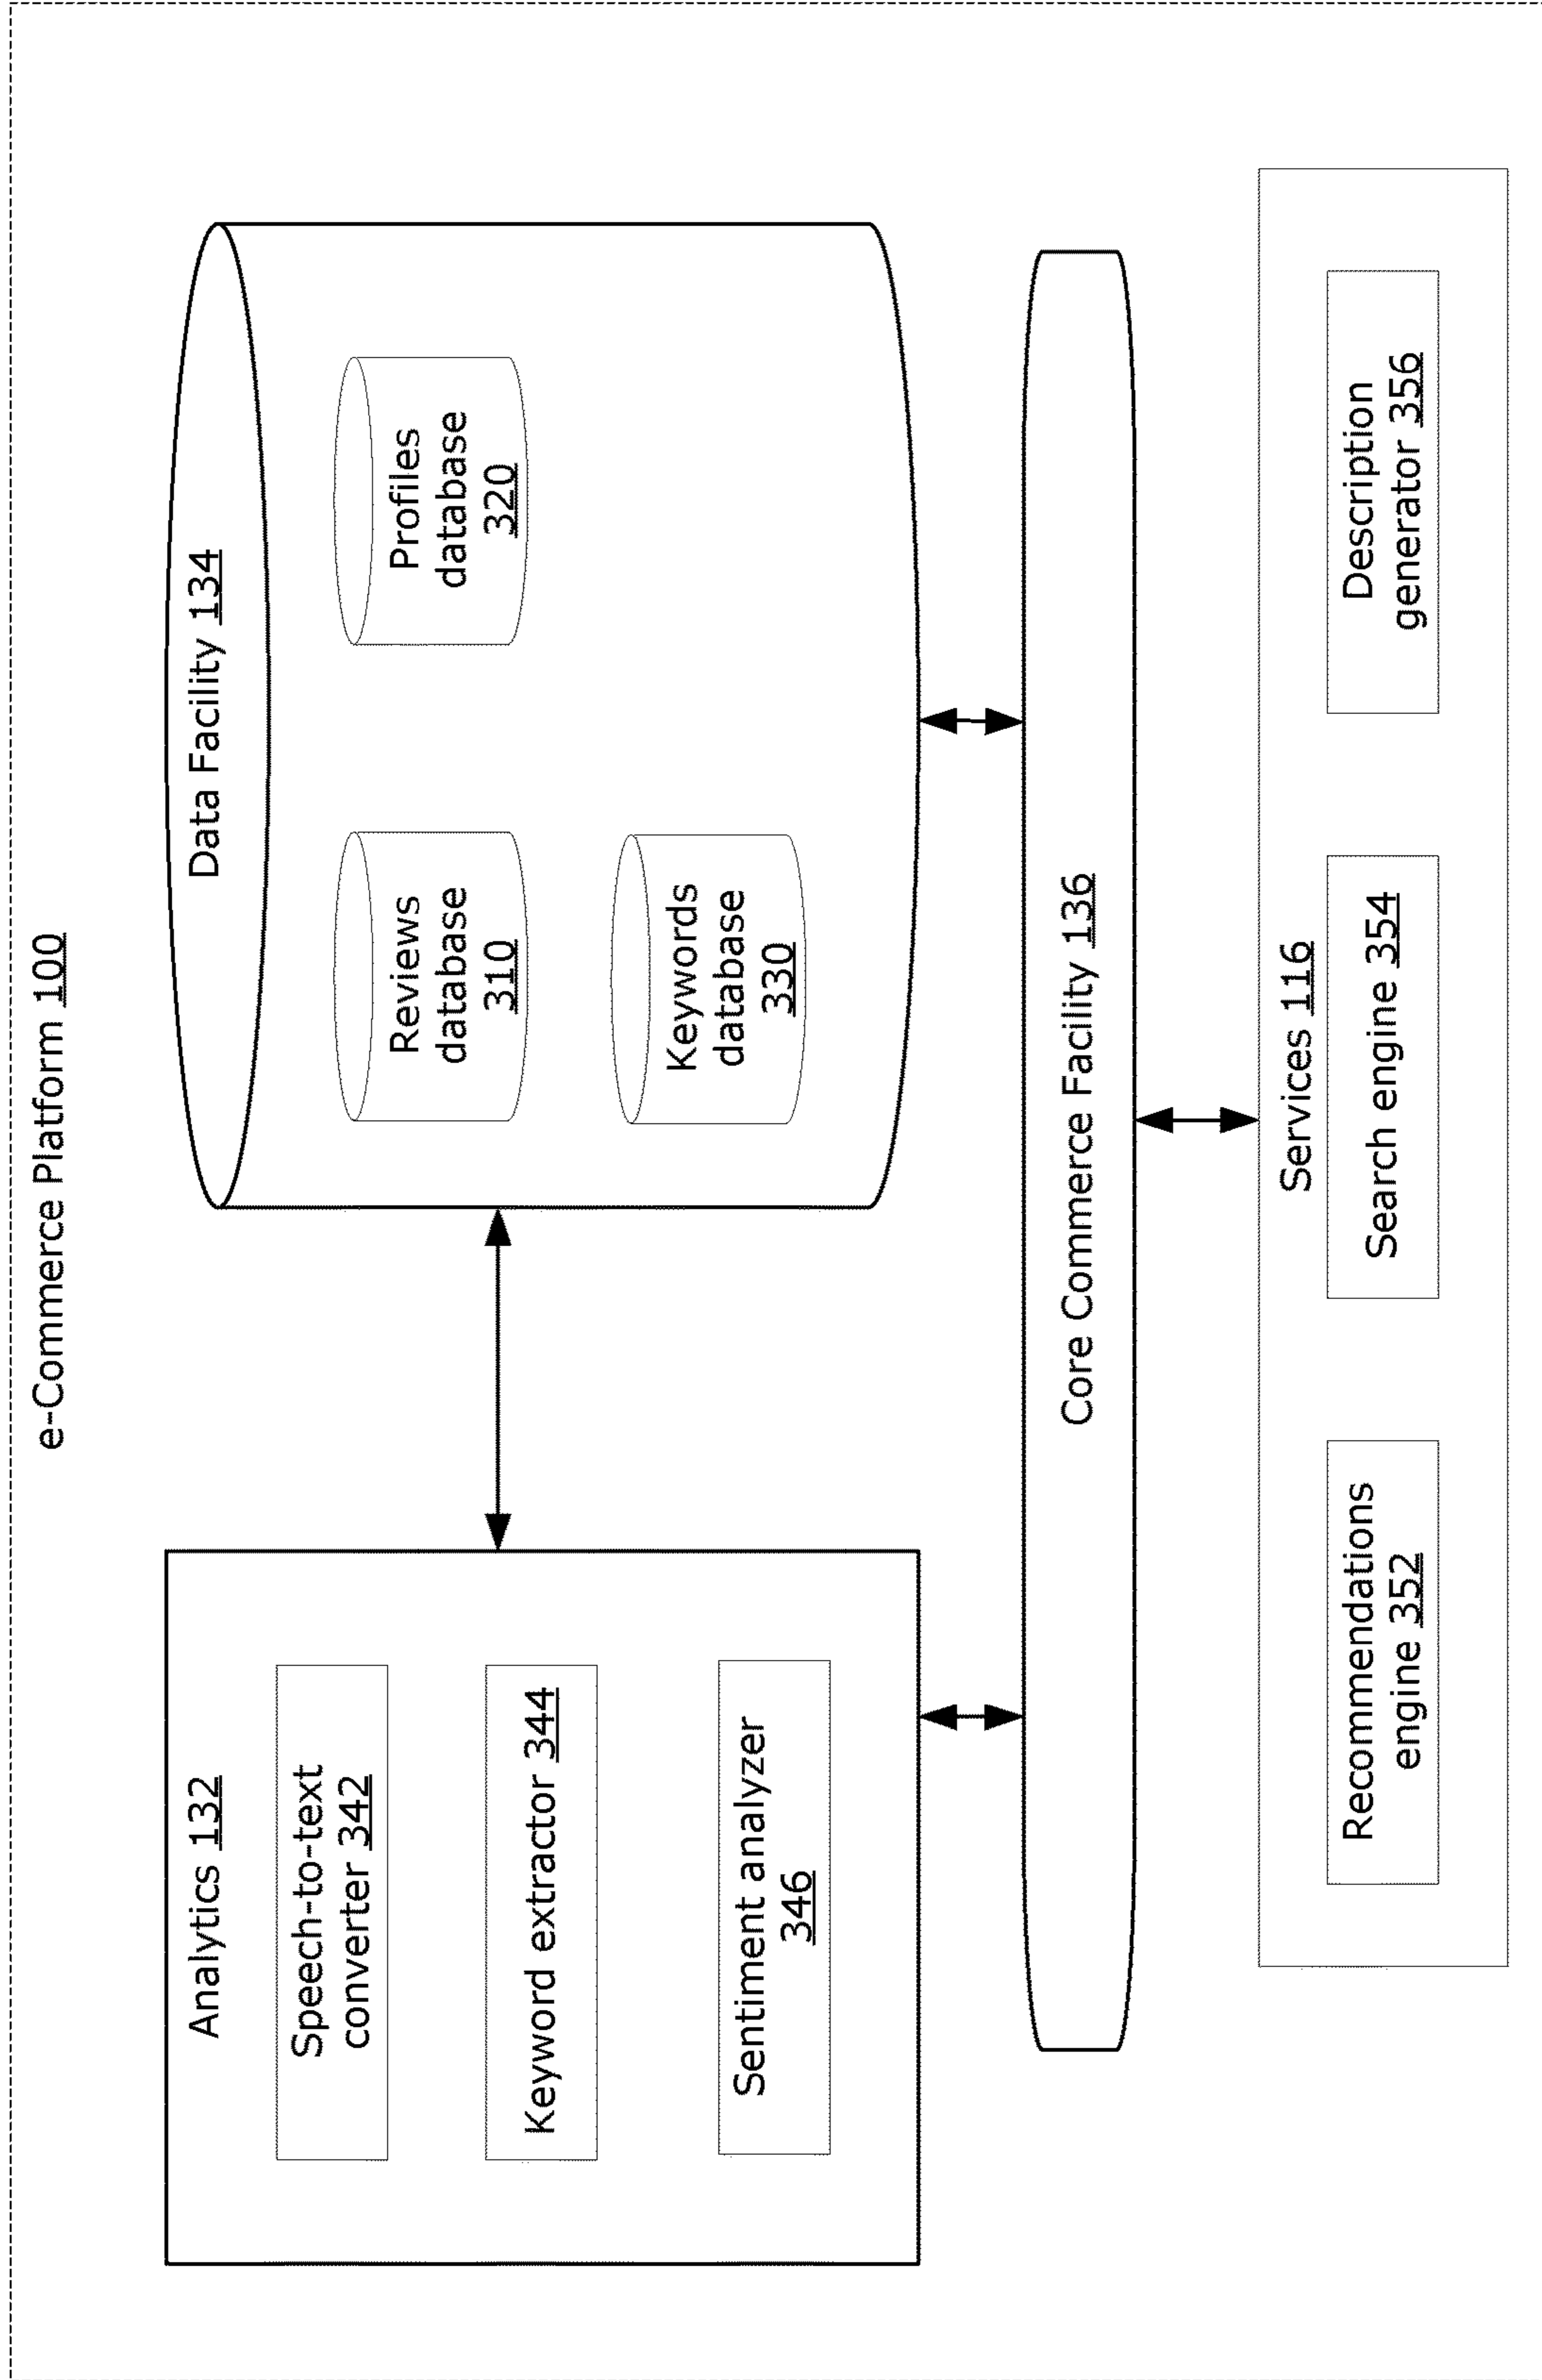 e-Commerce Platform 100
Analytics 132
Speech-to-text
converter 342
Keyword extractor 344
Sentiment analyzer
346
Data Facility 134
Reviews
database
310
Profiles
database
320
Keywords
database
330
Core Commerce Facility 136
Services 116
Recommendations
engine 352
Search engine 354
Description
generator 356